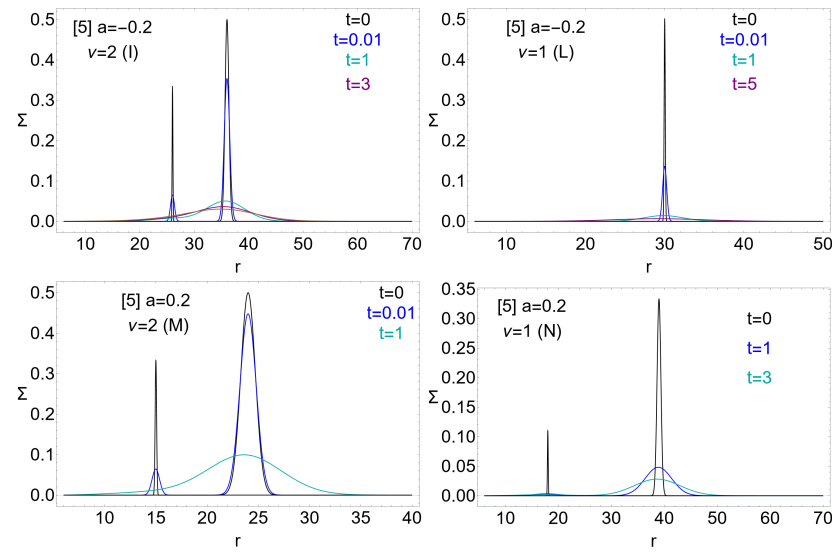 [5] a=−0.2
ν=2 (I)
t=0
t=0.01
t=1
t=3
Σ
0.5
0.4
0.3
0.2
0.1
0.0
10 20 30 40 50 60 70
r
[5] a=−0.2
ν=1 (L)
t=0
t=0.01
t=1
t=5
Σ
0.5
0.4
0.3
0.2
0.1
0.0
10 20 30 40 50
r
[5] a=0.2
ν=2 (M)
t=0
t=0.01
t=1
Σ
0.5
0.4
0.3
0.2
0.1
0.0
10 15 20 25 30 35 40
r
[5] a=0.2
ν=1 (N)
t=0
t=1
t=3
Σ
0.35
0.30
0.25
0.20
0.15
0.10
0.05
0.00
10 20 30 40 50 60 70
r